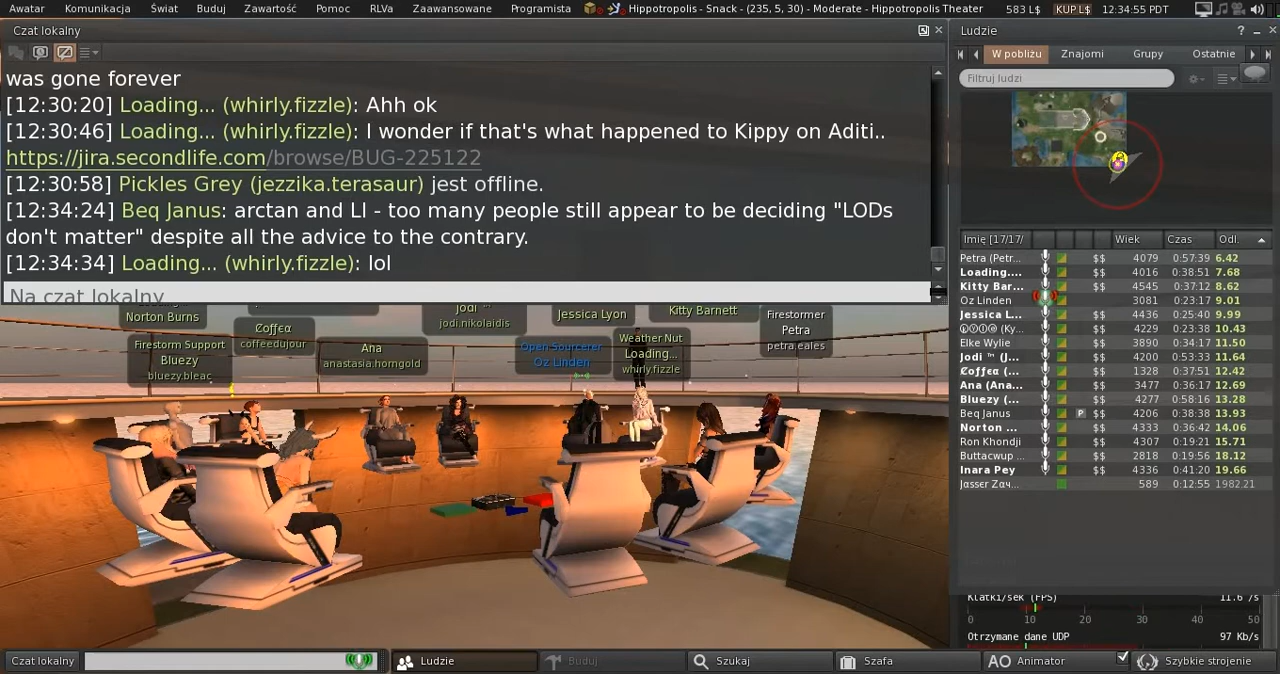 Awatar Komunikacja Świat Buduj Zawartość Pomoc RLVa Zaawansowane Programista Hippotropolis - Snack - (235, 5, 30) - Moderate - Hippotropolis Theater 583 L$ KUP L$ 12:34:55 PDT
Czat lokalny
was gone forever
[12:30:20] Loading... (whirly.fizzle): Ahh ok
[12:30:46] Loading... (whirly.fizzle): I wonder if that's what happened to Kippy on Aditi..
https://jira.secondlife.com/browse/BUG-225122
[12:30:58] Pickles Grey (jezzika.terasaur) jest offline.
[12:34:24] Beq Janus: arctan and LI - too many people still appear to be deciding "LODs
don't matter" despite all the advice to the contrary.
[12:34:34] Loading... (whirly.fizzle): lol
Na czat lokalny
Norton Burns
Coffєα
coffeedujour
Firestorm Support
Bluezy
bluezy.bleac
Ana
anastasia.horngold
Jodi ™
jodi.nikolaidis
Jessica Lyon
Kitty Barnett
Open Sourcerer
Oz Linden
Weather Nut
Loading...
whirly.fizzle
Firestormer
Petra
petra.eales
Ludzie
W pobliżu Znajomi Grupy Ostatnie
Filtruj ludzi
Imię [17/17/ Wiek Czas Odl.
Petra (Petr... $$ 4079 0:57:39 6.42
Loading.... $$ 4016 0:38:51 7.68
Kitty Bar... $$ 4545 0:37:12 8.62
Oz Linden 3081 0:23:17 9.01
Jessica L... $$ 4436 0:25:40 9.99
(Ky... $$ 4229 0:23:38 10.43
Elke Wylie $$ 3890 0:34:17 11.50
Jodi ™ (J... $$ 4200 0:53:33 11.64
Coffєα (... $$ 1328 0:37:51 12.42
Ana (Ana... $$ 3477 0:36:17 12.69
Bluezy (... $$ 4277 0:58:16 13.28
Beq Janus P $$ 4206 0:38:38 13.93
Norton ... $$ 4333 0:36:42 14.06
Ron Khondji $$ 4307 0:19:21 15.71
Buttacwup ... $$ 2818 0:19:56 18.12
Inara Pey $$ 4336 0:41:20 19.66
589 0:12:55 1982.21
Klatki/sek (FPS) 11.6 /s
0 10 20 30 40 50
Otrzymane dane UDP 97 Kb/s
Czat lokalny Ludzie Buduj Szukaj Szafa AO Animator Szybkie strojenie